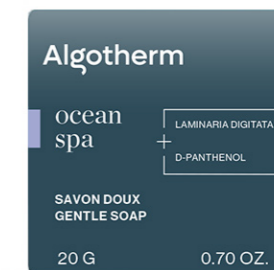 Algotherm
ocean
spa
LAMINARIA DIGITATA
+
D-PANTHENOL
SAVON DOUX
GENTLE SOAP
20 G 0.70 OZ.